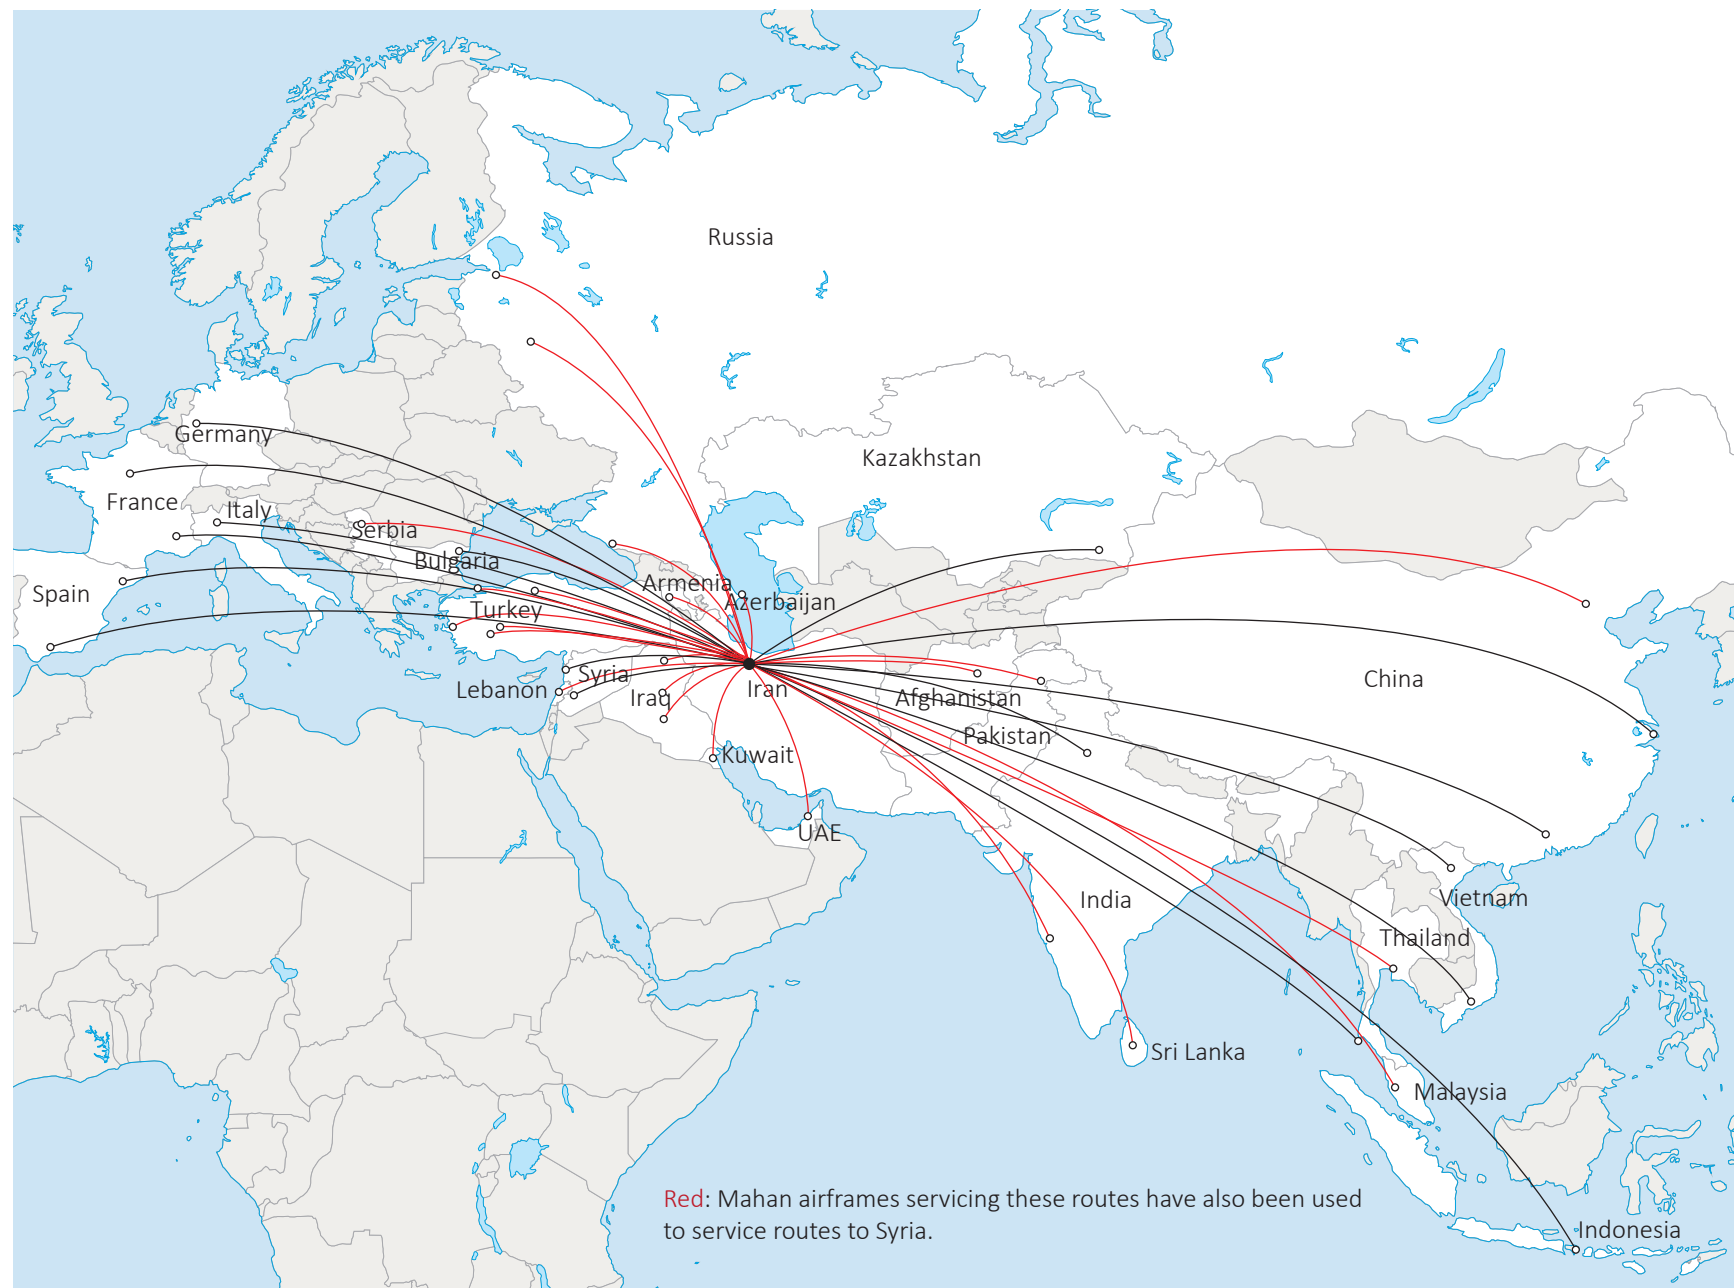 Russia
Kazakhstan
Germany
France
Italy
Serbia
Bulgaria
Spain
Armenia
Azerbaijan
Turkey
Syria
Lebanon
Iraq
Iran
Afghanistan
China
Pakistan
Kuwait
UAE
India
Vietnam
Thailand
Sri Lanka
Malaysia
Indonesia
Red: Mahan airframes servicing these routes have also been used
to service routes to Syria.